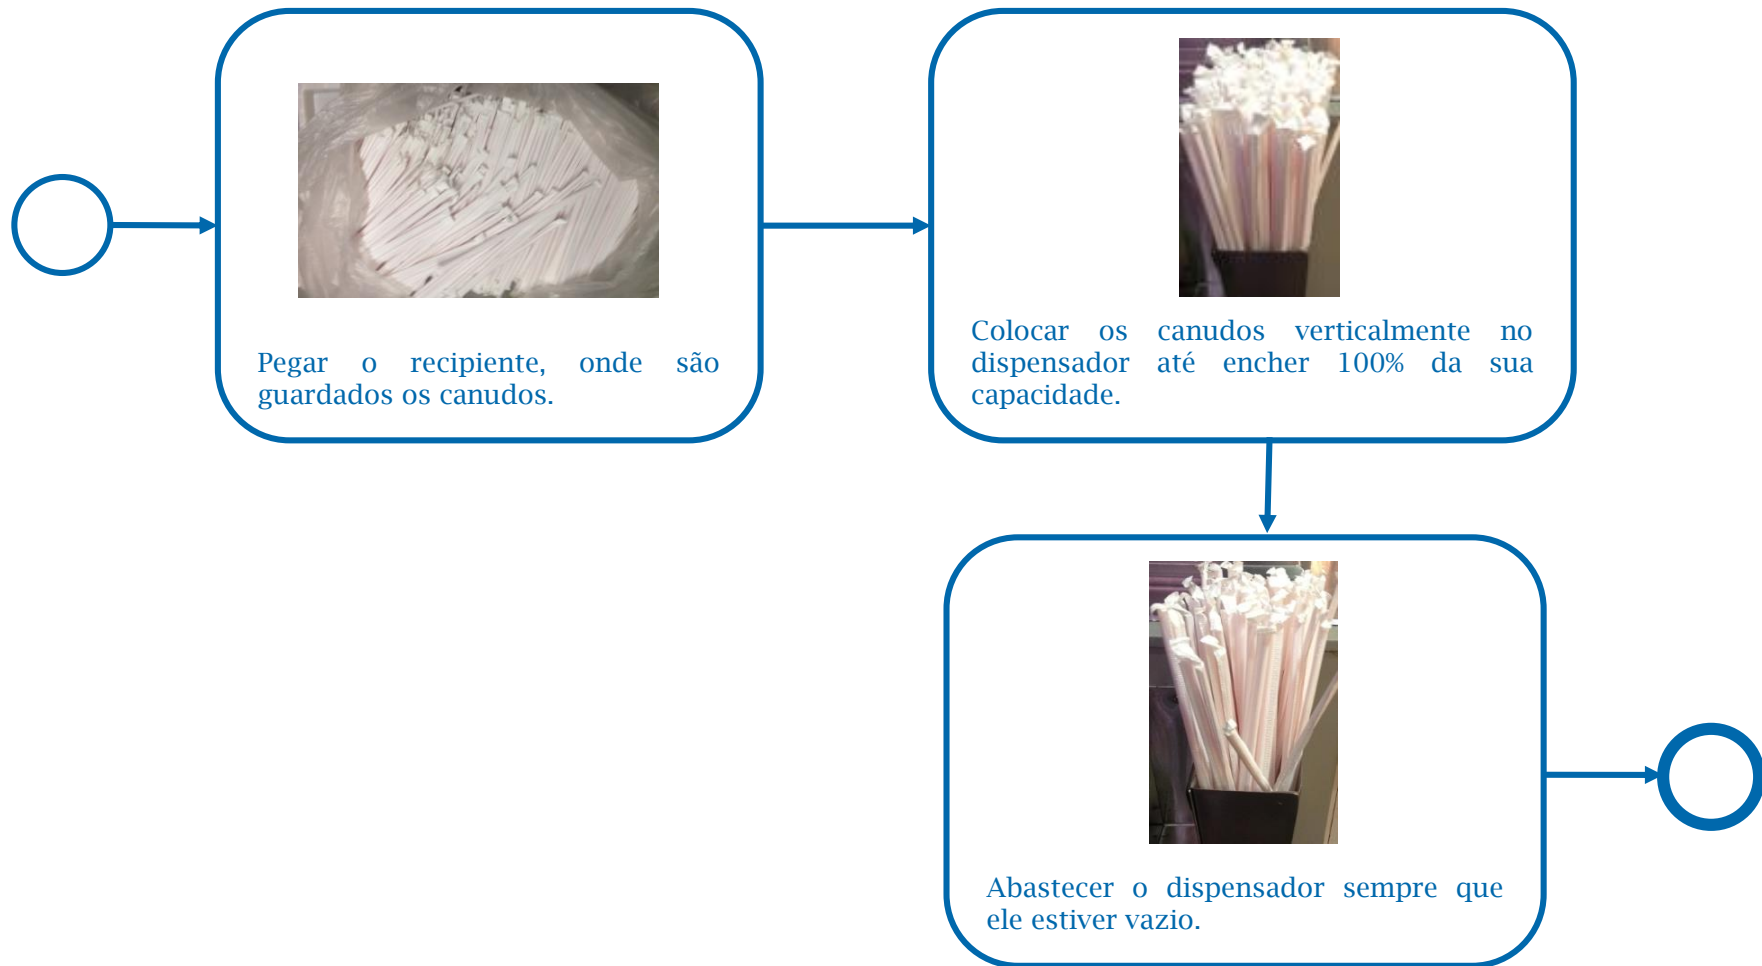 Pegar o recipiente, onde são
guardados os canudos.
Colocar os canudos verticalmente no
dispensador até encher 100% da sua
capacidade.
Abastecer o dispensador sempre que
ele estiver vazio.